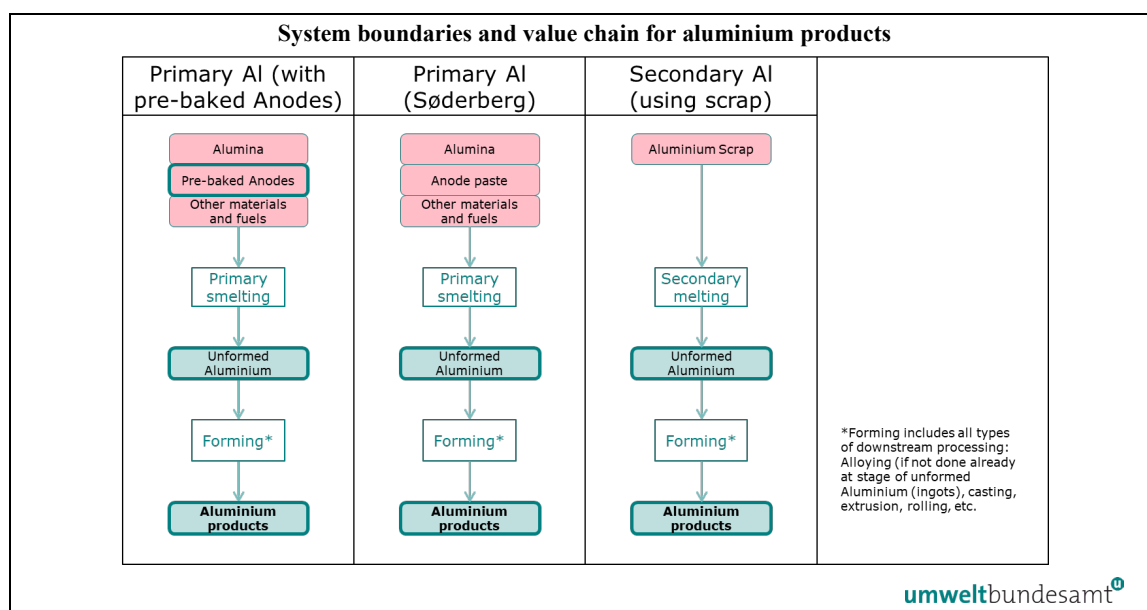 System boundaries and value chain for aluminium products
Primary Al (with
pre-baked Anodes)
Alumina
Pre-baked Anodes
Other materials
and fuels
Primary
smelting
Unformed
Aluminium
Forming*
Aluminium
products
Primary Al
(Søderberg)
Alumina
Anode paste
Other materials
and fuels
Primary
smelting
Unformed
Aluminium
Forming*
Aluminium
products
Secondary Al
(using scrap)
Aluminium Scrap
Secondary
melting
Unformed
Aluminium
Forming*
Aluminium
products
*Forming includes all types
of downstream processing:
Alloying (if not done already
at stage of unformed
Aluminium (ingots), casting,
extrusion, rolling, etc.
umweltbundesamt
u